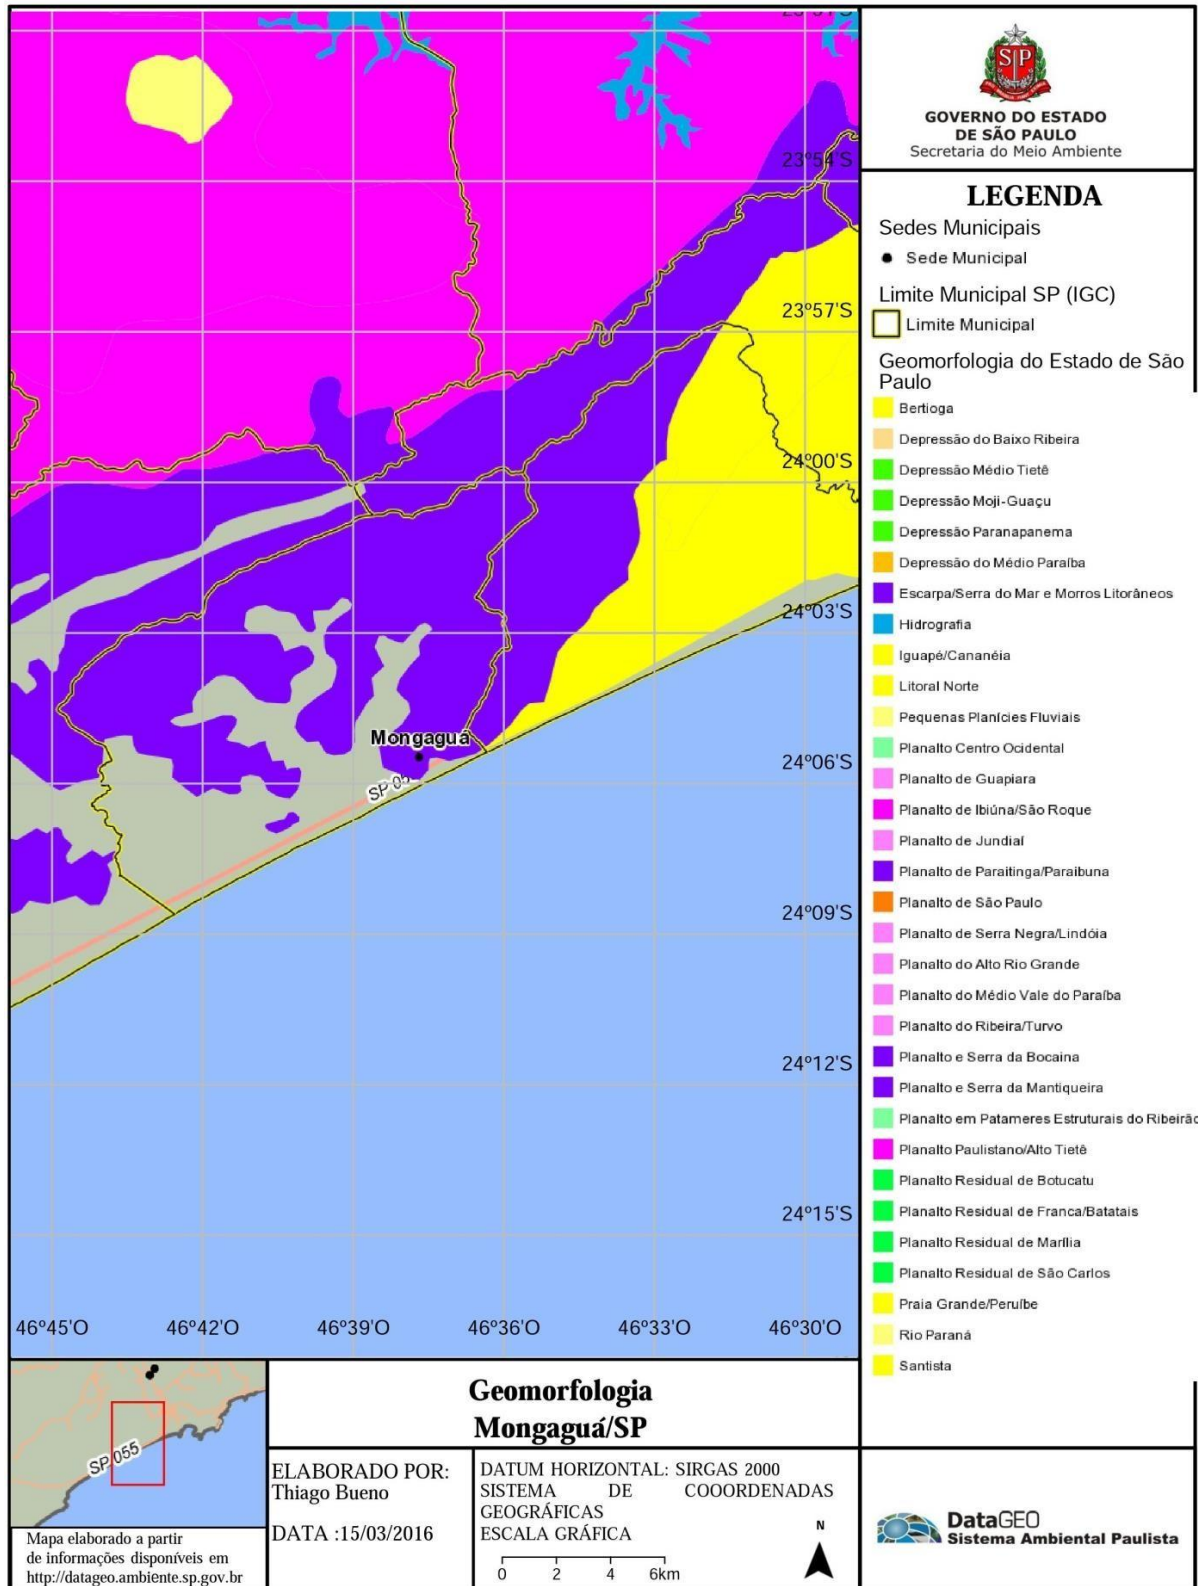 23°54'S
23°57'S
24°00'S
24°03'S
Mongaguá
24°06'S
SP 05
24°09'S
24°12'S
24°15'S
46°45'O 46°42'O 46°39'O 46°36'O 46°33'O 46°30'O
GOVERNO DO ESTADO
DE SÃO PAULO
Secretaria do Meio Ambiente
LEGENDA
Sedes Municipais
Sede Municipal
Limite Municipal SP (IGC)
Limite Municipal
Geomorfologia do Estado de São
Paulo
Bertioga
Depressão do Baixo Ribeira
Depressão Médio Tietê
Depressão Moji-Guaçu
Depressão Paranapanema
Depressão do Médio Paraíba
Escarpa/Serra do Mar e Morros Litorâneos
Hidrografia
Iguapé/Cananéia
Litoral Norte
Pequenas Planícies Fluviais
Planalto Centro Ocidental
Planalto de Guapiara
Planalto de Ibiúna/São Roque
Planalto de Jundiaí
Planalto de Paraitinga/Paraibuna
Planalto de São Paulo
Planalto de Serra Negra/Lindóia
Planalto do Alto Rio Grande
Planalto do Médio Vale do Paraíba
Planalto do Ribeira/Turvo
Planalto e Serra da Bocaina
Planalto e Serra da Mantiqueira
Planalto em Patameres Estruturais do Ribeirão
Planalto Paulistano/Alto Tietê
Planalto Residual de Botucatu
Planalto Residual de Franca/Batatais
Planalto Residual de Marília
Planalto Residual de São Carlos
Praia Grande/Peruíbe
Rio Paraná
Santista
SP 055
Mapa elaborado a partir
de informações disponíveis em
http://datageo.ambiente.sp.gov.br
Geomorfologia
Mongaguá/SP
ELABORADO POR:
Thiago Bueno
DATA :15/03/2016
DATUM HORIZONTAL: SIRGAS 2000
SISTEMA DE COOORDENADAS
GEOGRÁFICAS
ESCALA GRÁFICA
0 2 4 6km
N
DataGEO
Sistema Ambiental Paulista